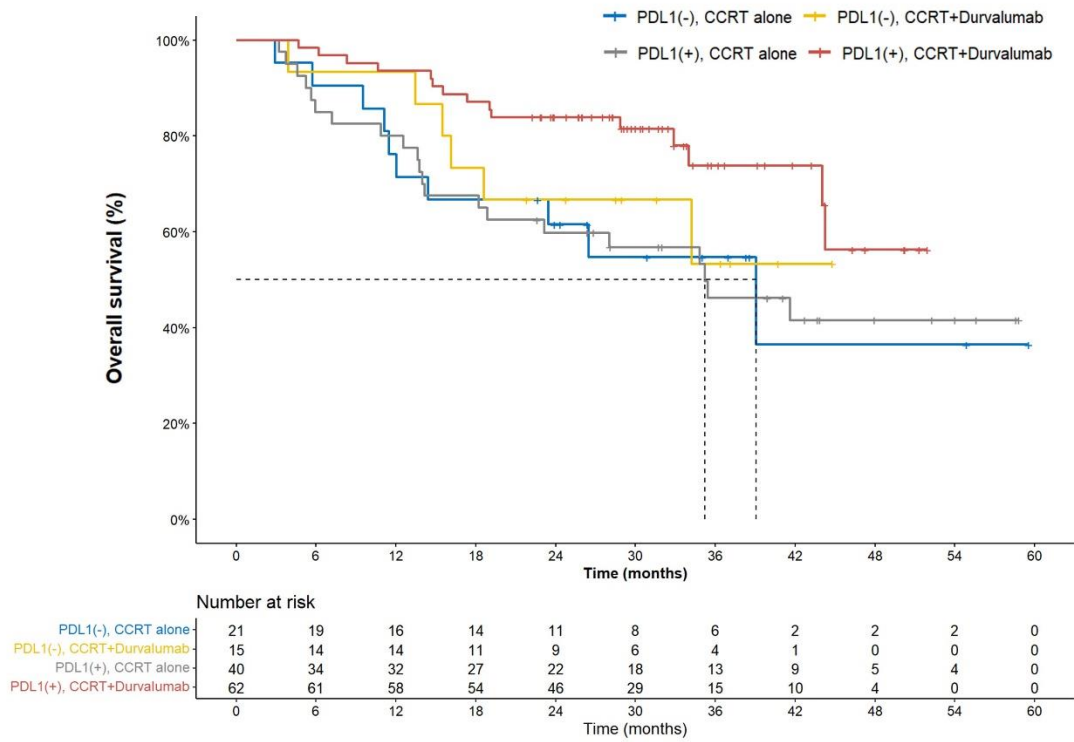 PDL1(-), CCRT alone PDL1(-), CCRT+Durvalumab
PDL1(+), CCRT alone PDL1(+), CCRT+Durvalumab
100%
80%
60%
40%
20%
0%
Overall survival (%)
0 6 12 18 24 30 36 42 48 54 60
Time (months)
Number at risk
PDL1(-), CCRT alone 21 19 16 14 11 8 6 2 2 2 0
PDL1(-), CCRT+Durvalumab 15 14 14 11 9 6 4 1 0 0 0
PDL1(+), CCRT alone 40 34 32 27 22 18 13 9 5 4 0
PDL1(+), CCRT+Durvalumab 62 61 58 54 46 29 15 10 4 0 0
0 6 12 18 24 30 36 42 48 54 60
Time (months)